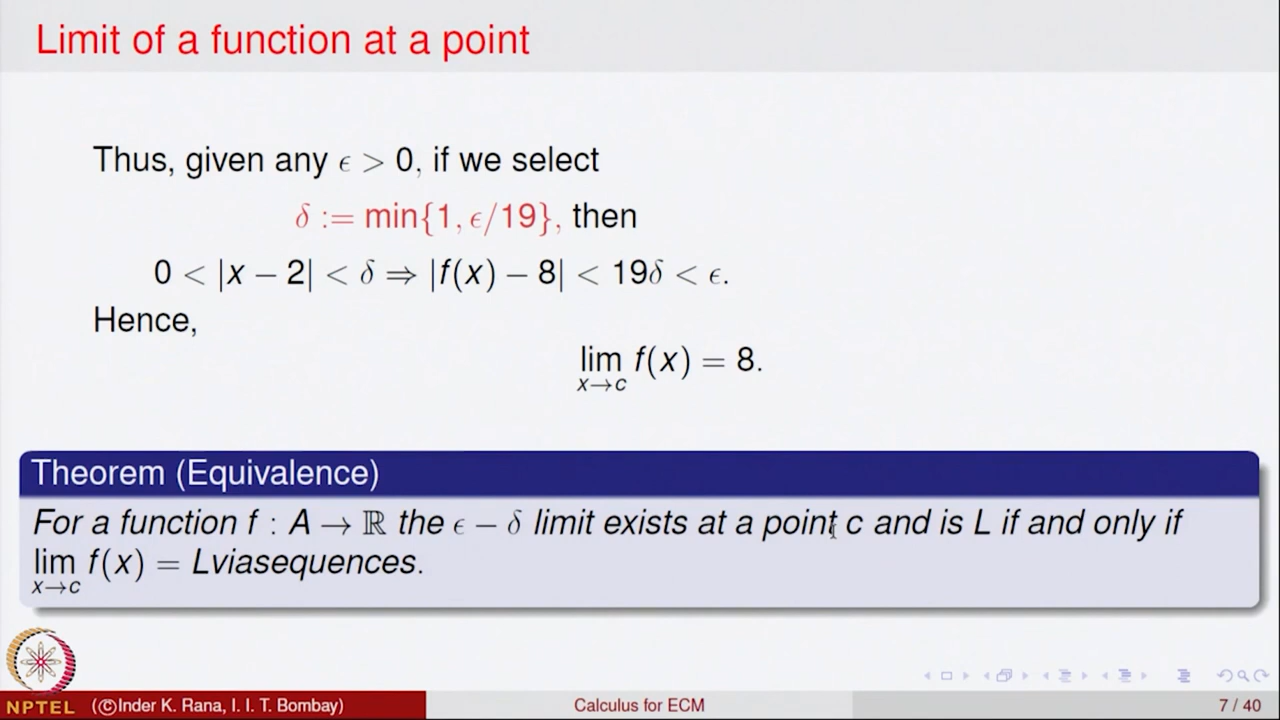 Limit of a function at a point
Thus, given any ϵ > 0, if we select
δ := min{1, ϵ/19}, then
0 < |x − 2| < δ ⇒ |f(x) − 8| < 19δ < ϵ.
Hence,
lim f(x) = 8.
x→c
Theorem (Equivalence)
For a function f : A → ℝ the ϵ − δ limit exists at a point c and is L if and only if
lim f(x) = Lviasequences.
x→c
NPTEL (©Inder K. Rana, I. I. T. Bombay) Calculus for ECM 7 / 40